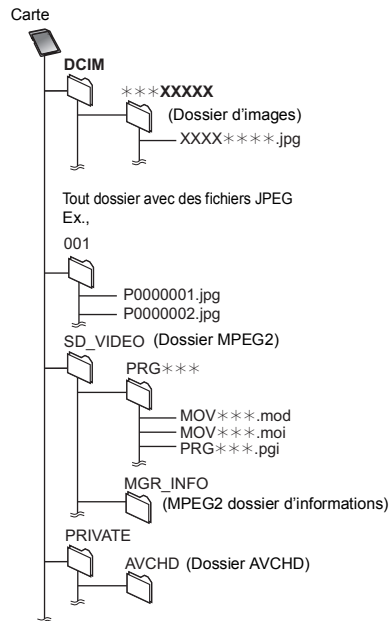 Carte
DCIM
＊＊＊XXXXX
(Dossier d'images)
XXXX＊＊＊＊.jpg
Tout dossier avec des fichiers JPEG
Ex.,
001
P0000001.jpg
P0000002.jpg
SD_VIDEO (Dossier MPEG2)
PRG＊＊＊
MOV＊＊＊.mod
MOV＊＊＊.moi
PRG＊＊＊.pgi
MGR_INFO
(MPEG2 dossier d'informations)
PRIVATE
AVCHD (Dossier AVCHD)